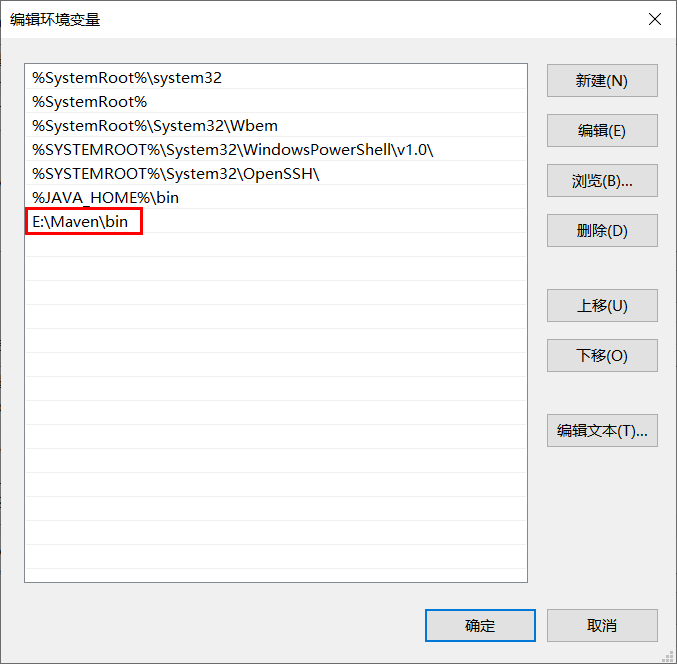 编辑环境变量
%SystemRoot%\system32
%SystemRoot%
%SystemRoot%\System32\Wbem
%SYSTEMROOT%\System32\WindowsPowerShell\v1.0\
%SYSTEMROOT%\System32\OpenSSH\
%JAVA_HOME%\bin
E:\Maven\bin
新建(N)
编辑(E)
浏览(B)...
删除(D)
上移(U)
下移(O)
编辑文本(T)...
确定
取消